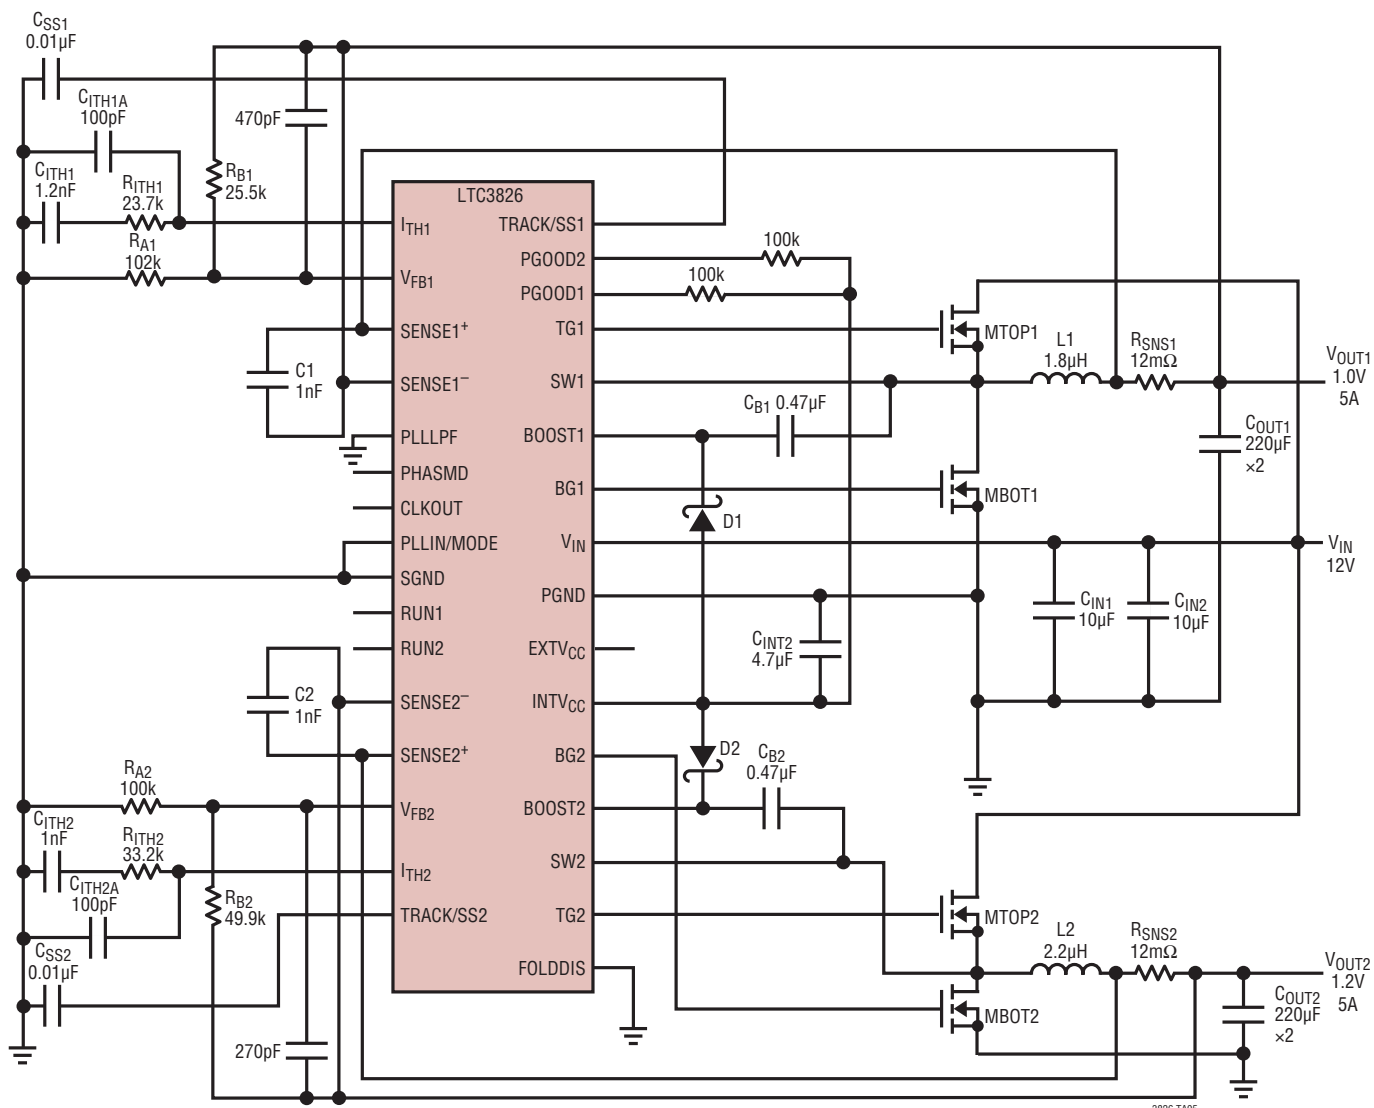 CSS1
0.01µF
CITH1A
100pF
470pF
CITH1
1.2nF
RITH1
23.7k
RB1
25.5k
RA1
102k
LTC3826
ITH1
TRACK/SS1
PGOOD2
100k
VFB1
PGOOD1
100k
SENSE1+
TG1
MTOP1
C1
1nF
SENSE1–
SW1
L1
1.8µH
RSNS1
12mΩ
VOUT1
1.0V
5A
CB1 0.47µF
PLLLPF
BOOST1
COUT1
220µF
×2
PHASMD
BG1
MBOT1
CLKOUT
D1
PLLIN/MODE
VIN
VIN
12V
SGND
PGND
CIN1
10µF
CIN2
10µF
RUN1
CINT2
4.7µF
RUN2
EXTVCC
C2
1nF
SENSE2–
INTVCC
SENSE2+
BG2
D2
CB2
0.47µF
RA2
100k
VFB2
BOOST2
CITH2
1nF
RITH2
33.2k
ITH2
SW2
CITH2A
100pF
RB2
49.9k
TRACK/SS2
TG2
MTOP2
CSS2
0.01µF
FOLDDIS
L2
2.2µH
RSNS2
12mΩ
VOUT2
1.2V
5A
MBOT2
COUT2
220µF
×2
270pF
3826 TA05